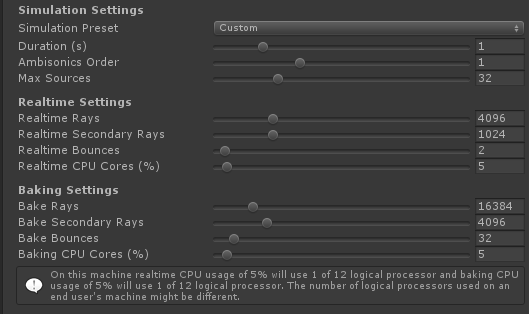 Simulation Settings
Simulation Preset Custom
Duration (s) 1
Ambisonics Order 1
Max Sources 32
Realtime Settings
Realtime Rays 4096
Realtime Secondary Rays 1024
Realtime Bounces 2
Realtime CPU Cores (%) 5
Baking Settings
Bake Rays 16384
Bake Secondary Rays 4096
Bake Bounces 32
Baking CPU Cores (%) 5
On this machine realtime CPU usage of 5% will use 1 of 12 logical processor and baking CPU
usage of 5% will use 1 of 12 logical processor. The number of logical processors used on
an end user's machine might be different.